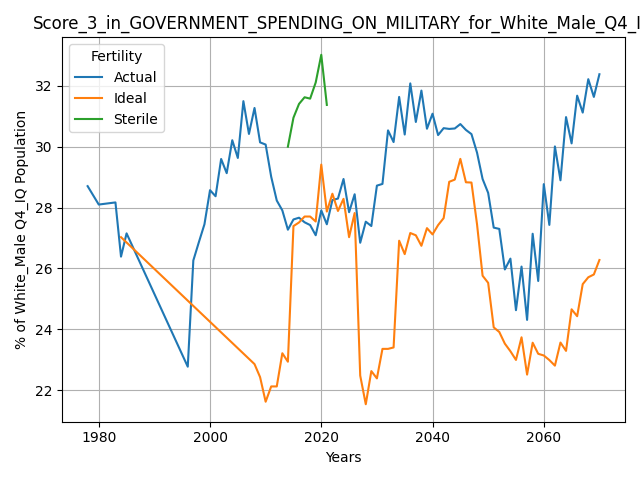 Score_3_in_GOVERNMENT_SPENDING_ON_MILITARY_for_White_Male_Q4_I
Fertility
Actual
Ideal
Sterile
% of White_Male Q4_IQ Population
32
30
28
26
24
22
1980
2000
2020
2040
2060
Years